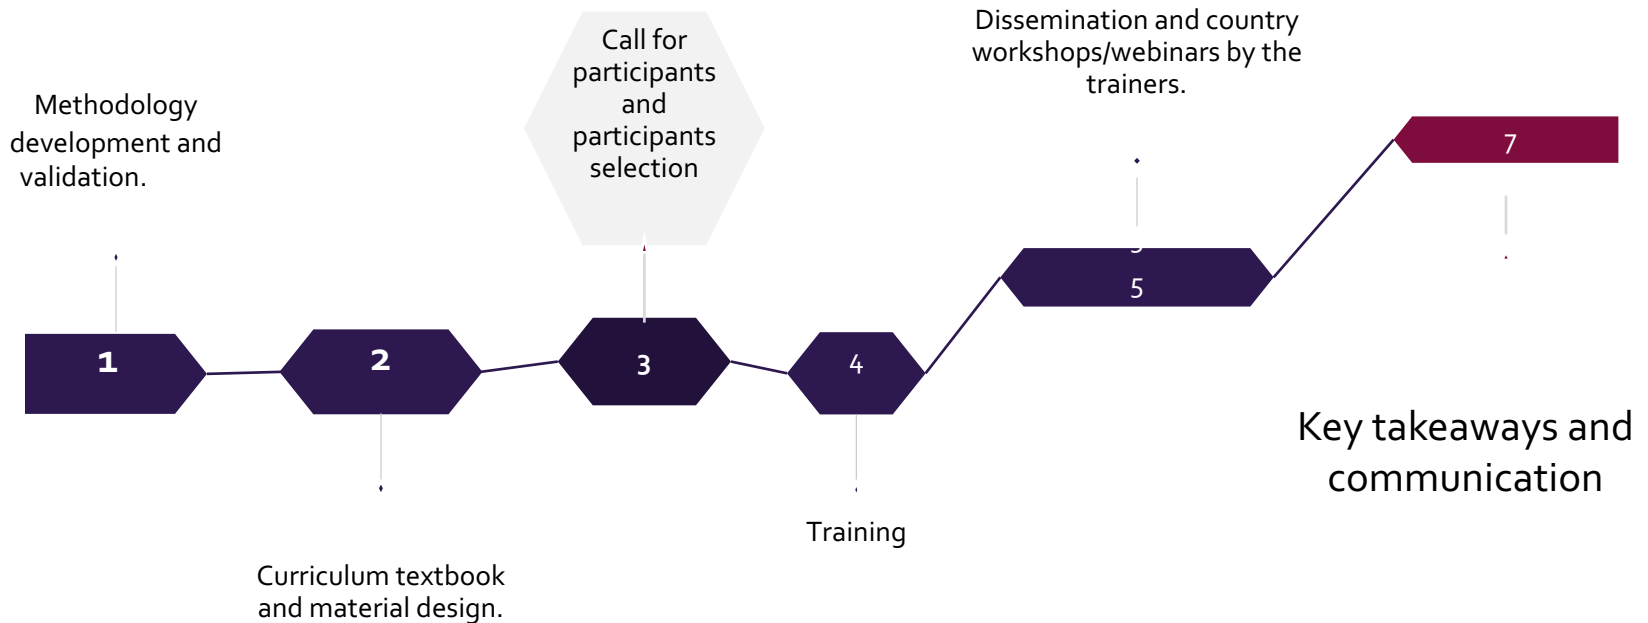 Methodology
development and
validation.
Call for
participants
and
participants
selection
Dissemination and country
workshops/webinars by the
trainers.
7
5
1
2
3
4
Key takeaways and
communication
Training
Curriculum textbook
and material design.